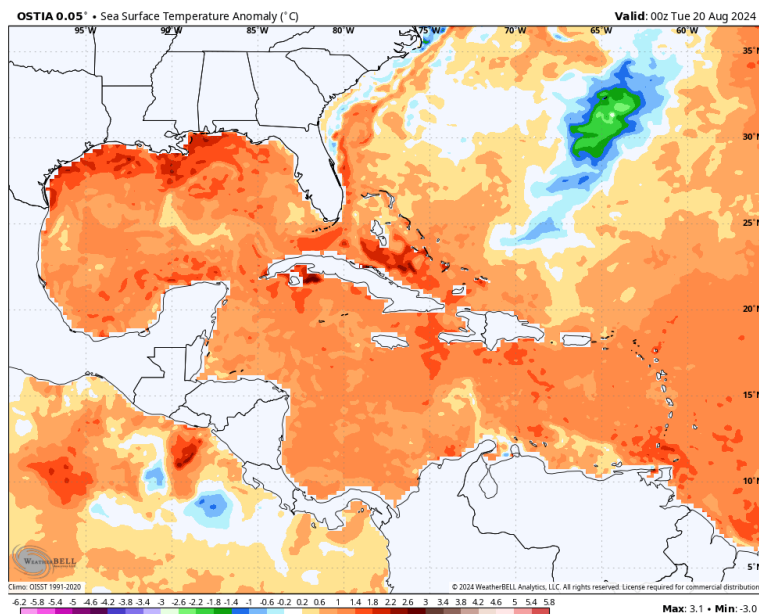 OSTIA 0.05° • Sea Surface Temperature Anomaly (°C)
Valid: 00z Tue 20 Aug 2024
95°W 90°W 85°W 80°W 75°W 70°W 65°W 60°W
35°N
30°N
25°N
20°N
15°N
10°N
5°N
WeatherBELL
Climo: OISST 1991-2020
© 2024 WeatherBELL Analytics, LLC. All rights reserved. License required for commercial distribution
-6.2 -5.8 -5.4 -5 -4.6 -4.2 -3.8 -3.4 -3 -2.6 -2.2 -1.8 -1.4 -1 -0.6 -0.2 0.2 0.6 1 1.4 1.8 2.2 2.6 3 3.4 3.8 4.2 4.6 5 5.4 5.8
Max: 3.1 • Min: -3.0